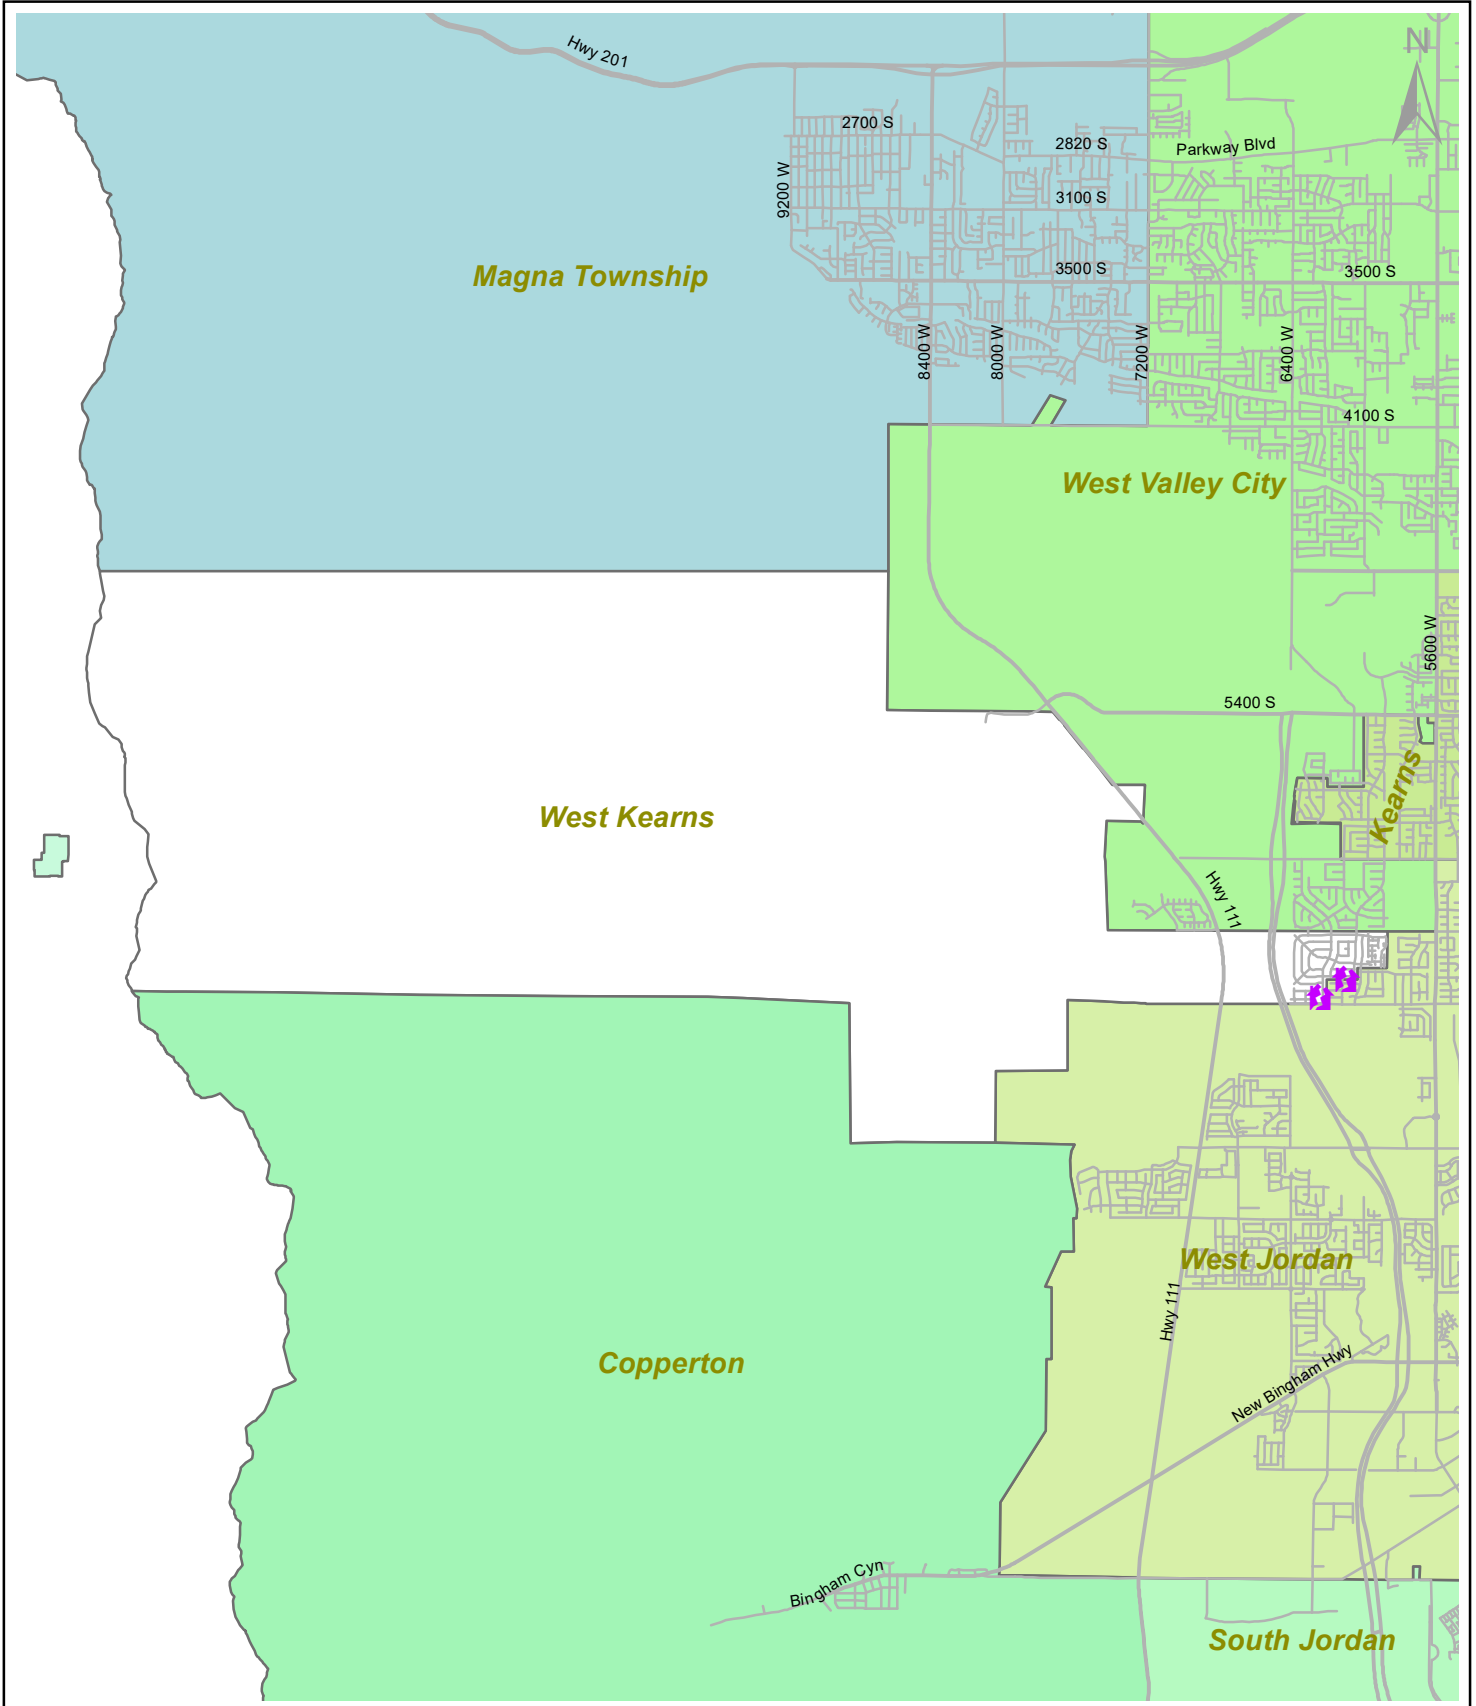 N
Hwy 201
2700 S
2820 S
Parkway Blvd
9200 W
3100 S
3500 S
3500 S
Magna Township
8400 W
8000 W
7200 W
6400 W
4100 S
West Valley City
5600 W
5400 S
Kearns
West Kearns
Hwy 111
West Jordan
Hwy 111
Copperton
New Bingham Hwy
Bingham Cyn
South Jordan